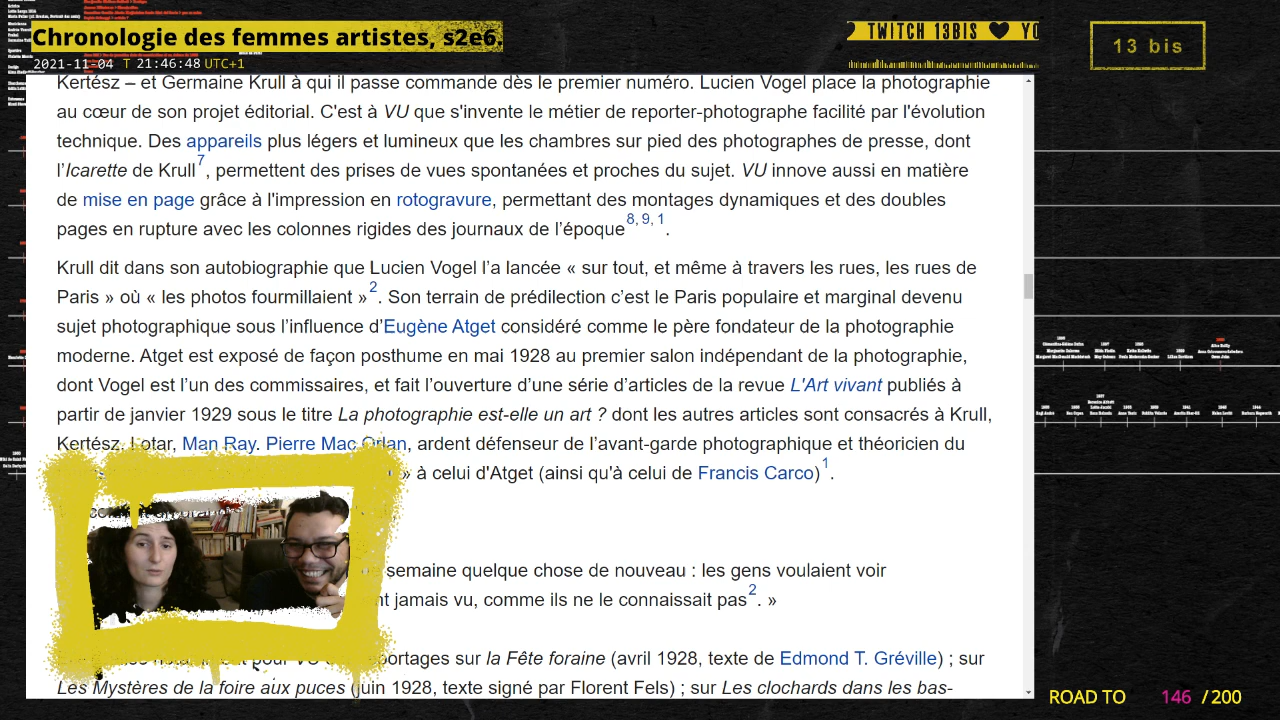 Chronologie des femmes artistes, s2e6
2021-11-04 T 21:46:48 UTC+1
TWITCH 13BIS ♥ YO
13 bis
Kertész – et Germaine Krull à qui il passe commande dès le premier numéro. Lucien Vogel place la photographie
au cœur de son projet éditorial. C'est à VU que s'invente le métier de reporter-photographe facilité par l'évolution
technique. Des appareils plus légers et lumineux que les chambres sur pied des photographes de presse, dont
l'Icarette de Krull7, permettent des prises de vues spontanées et proches du sujet. VU innove aussi en matière
de mise en page grâce à l'impression en rotogravure, permettant des montages dynamiques et des doubles
pages en rupture avec les colonnes rigides des journaux de l'époque8, 9, 1.
Krull dit dans son autobiographie que Lucien Vogel l'a lancée « sur tout, et même à travers les rues, les rues de
Paris » où « les photos fourmillaient »2. Son terrain de prédilection c'est le Paris populaire et marginal devenu
sujet photographique sous l'influence d'Eugène Atget considéré comme le père fondateur de la photographie
moderne. Atget est exposé de façon posthume en mai 1928 au premier salon indépendant de la photographie,
dont Vogel est l'un des commissaires, et fait l'ouverture d'une série d'articles de la revue L'Art vivant publiés à
partir de janvier 1929 sous le titre La photographie est-elle un art ? dont les autres articles sont consacrés à Krull,
Kertész, Lotar, Man Ray. Pierre Mac Orlan, ardent défenseur de l'avant-garde photographique et théoricien du
» à celui d'Atget (ainsi qu'à celui de Francis Carco)1.
semaine quelque chose de nouveau : les gens voulaient voir
jamais vu, comme ils ne le connaissait pas2. »
pour VU reportages sur la Fête foraine (avril 1928, texte de Edmond T. Gréville) ; sur
Les Mystères de la foire aux puces (juin 1928, texte signé par Florent Fels) ; sur Les clochards dans les bas-
ROAD TO 146 / 200